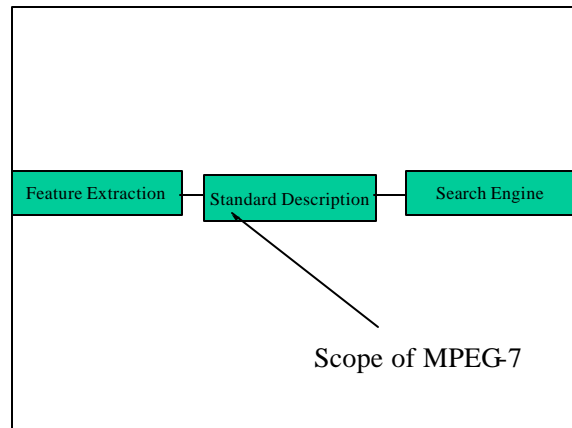 Feature Extraction
Standard Description
Search Engine
Scope of MPEG-7